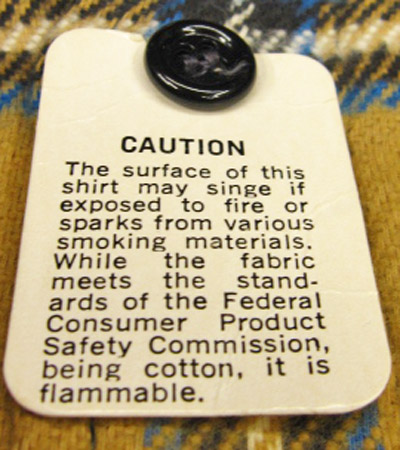 CAUTION
The surface of this
shirt may singe if
exposed to fire or
sparks from various
smoking materials.
While the fabric
meets the stand-
ards of the Federal
Consumer Product
Safety Commission,
being cotton, it is
flammable.